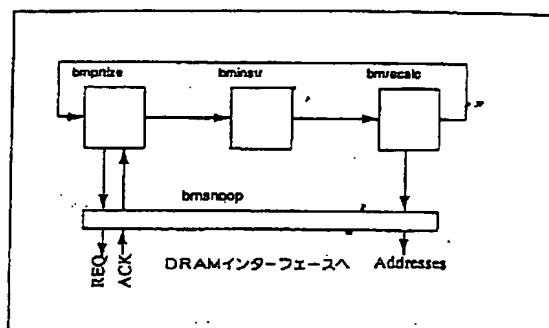 bmprtize bminstr bmrecalc
bmsnoop
REQ ACK DRAMインターフェースへ Addresses